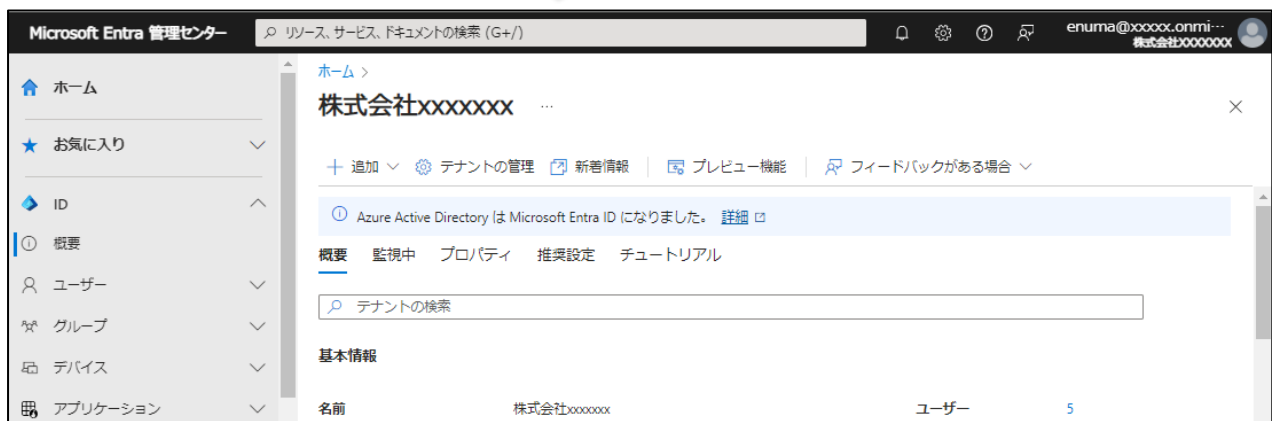 Microsoft Entra 管理センター
リソース、サービス、ドキュメントの検索 (G+/)
enuma@xxxxx.onmi…
株式会社XXXXXXX
ホーム
お気に入り
ID
概要
ユーザー
グループ
デバイス
アプリケーション
ホーム >
株式会社xxxxxxx …
追加 テナントの管理 新着情報 プレビュー機能 フィードバックがある場合
Azure Active Directory は Microsoft Entra ID になりました。 詳細
概要 監視中 プロパティ 推奨設定 チュートリアル
テナントの検索
基本情報
名前 株式会社xxxxxxx ユーザー 5